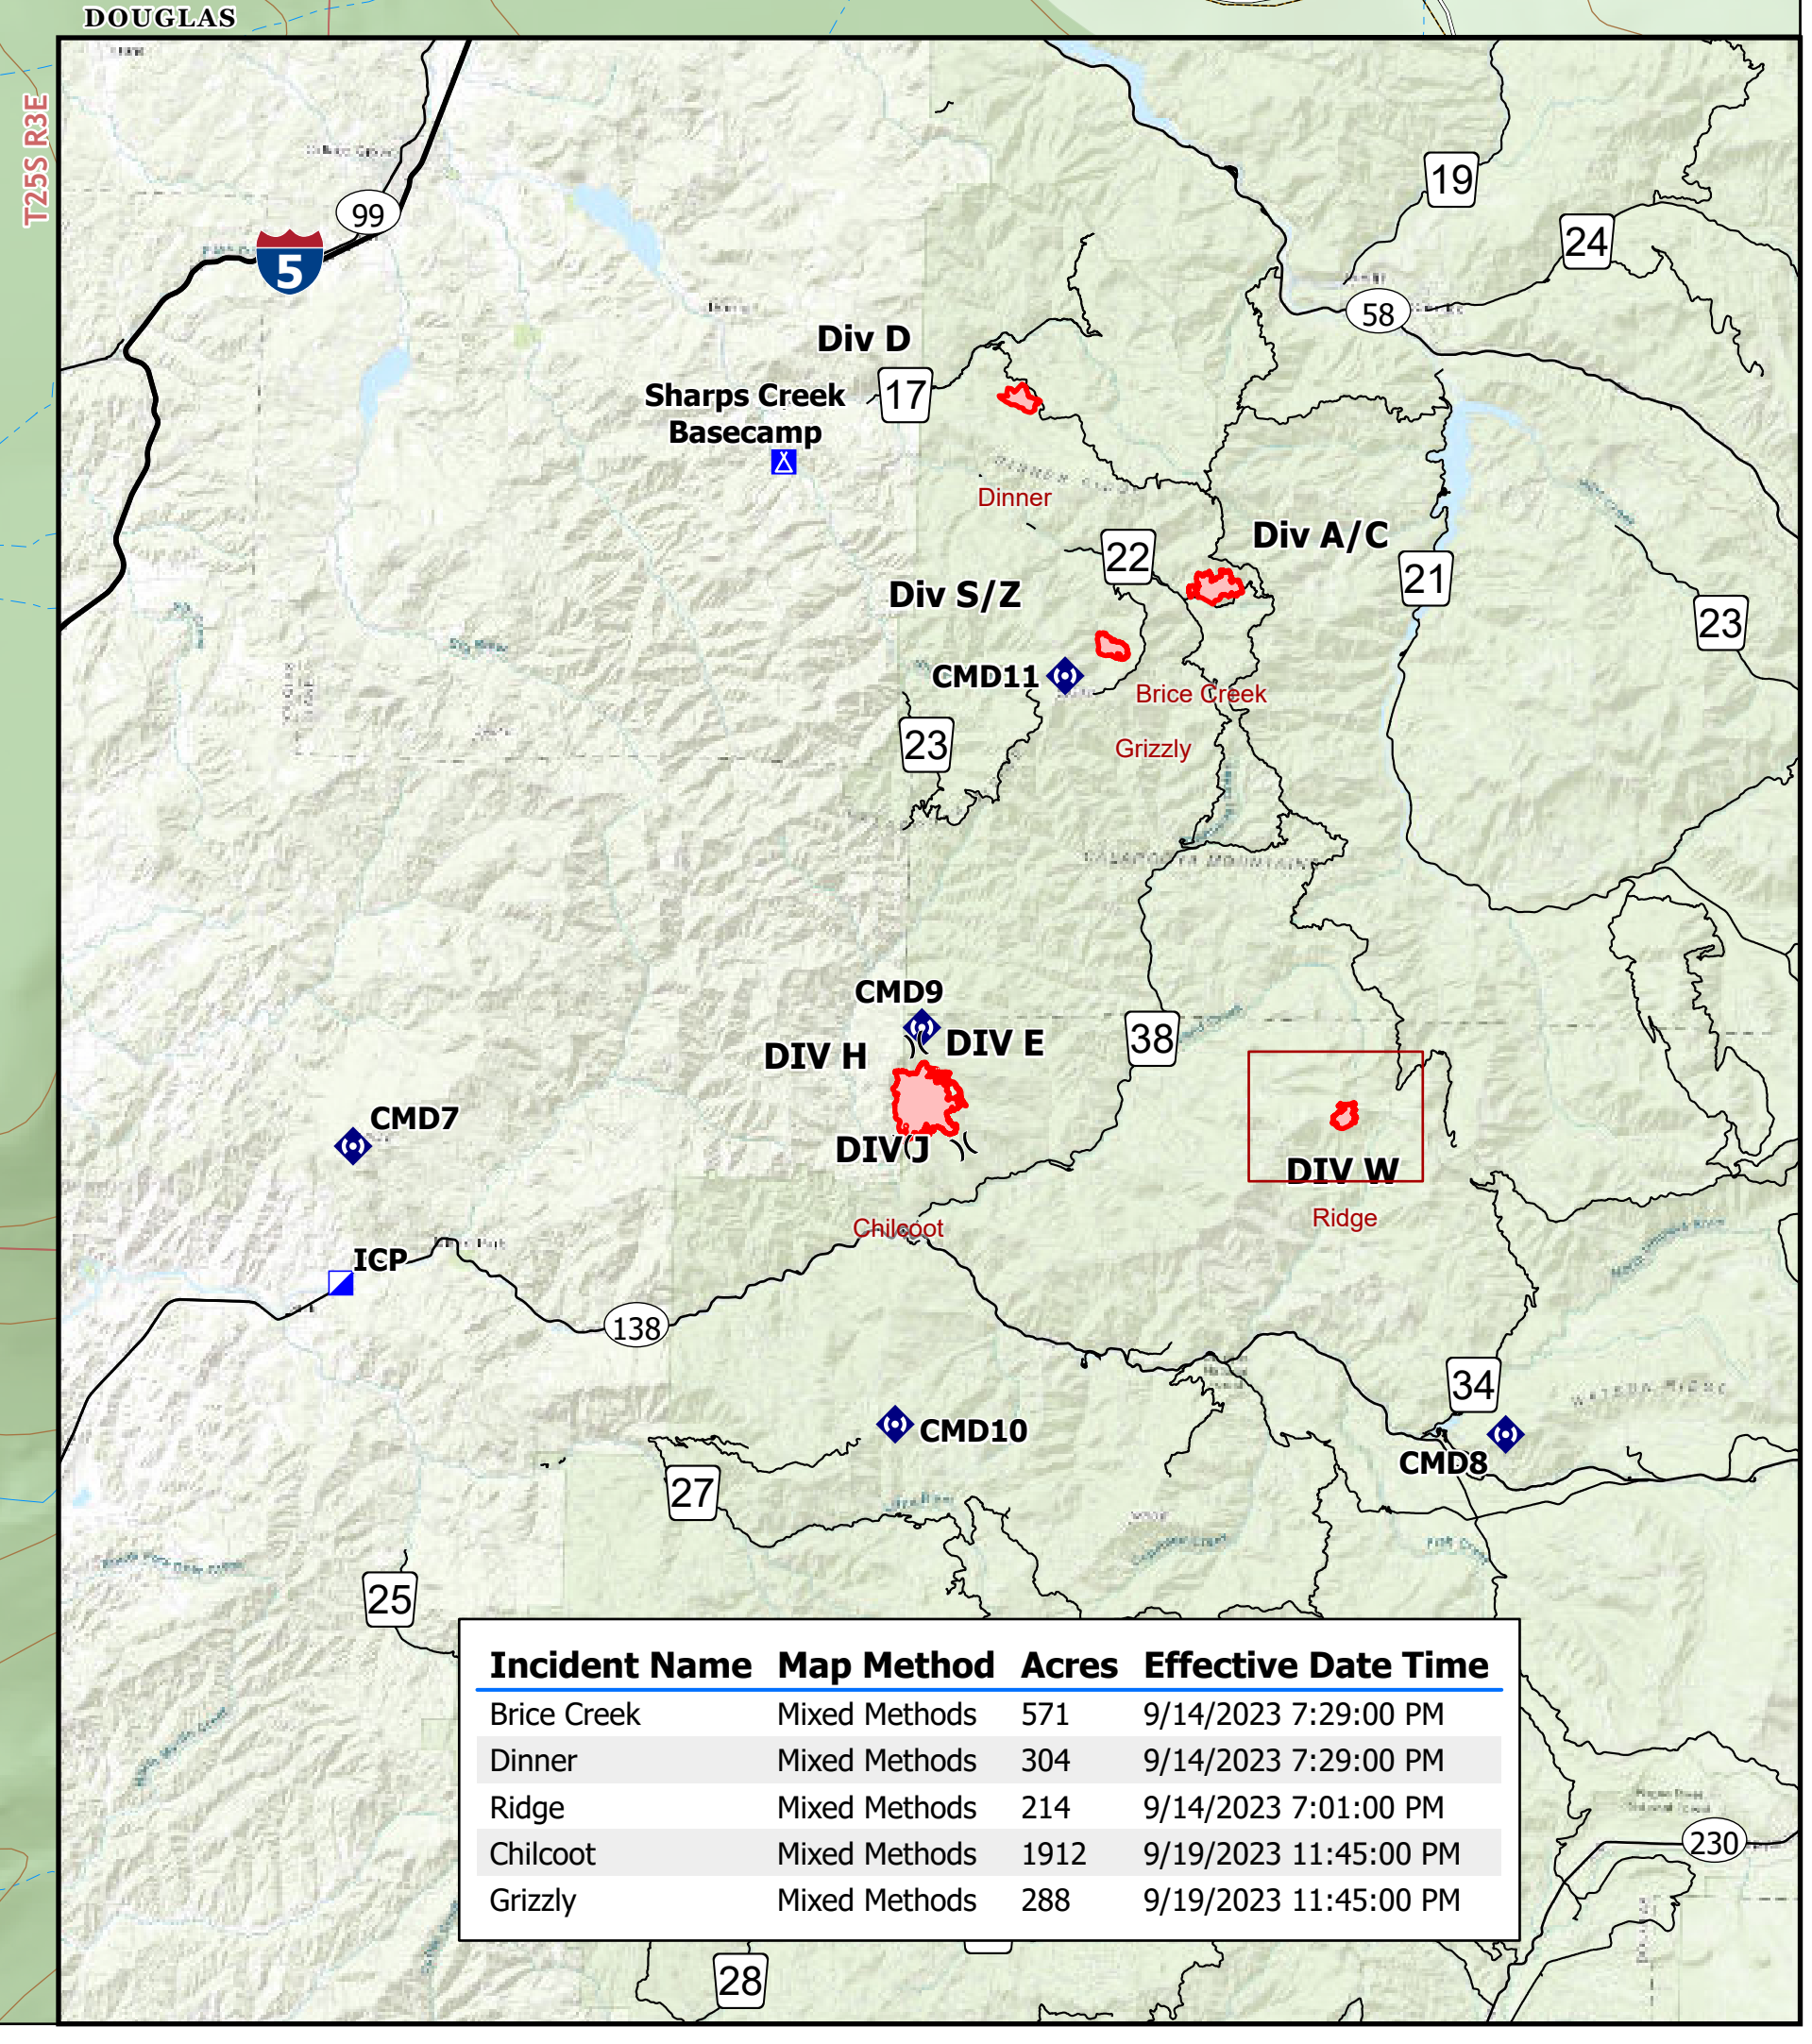 DOUGLAS
T25S R3E
19
99
24
5
58
Div D
17
Sharps Creek
Basecamp
Dinner
Div A/C
22
21
Div S/Z
23
CMD11
Brice Creek
23
Grizzly
CALAPOOYA MOUNTAINS
CMD9
38
DIV E
DIV H
CMD7
DIV J
DIV W
Ridge
Chilcoot
ICP
138
34
WATSON RIDGE
CMD10
CMD8
27
25
Incident Name Map Method Acres Effective Date Time
Brice Creek Mixed Methods 571 9/14/2023 7:29:00 PM
Dinner Mixed Methods 304 9/14/2023 7:29:00 PM
Ridge Mixed Methods 214 9/14/2023 7:01:00 PM
Chilcoot Mixed Methods 1912 9/19/2023 11:45:00 PM
Grizzly Mixed Methods 288 9/19/2023 11:45:00 PM
230
28